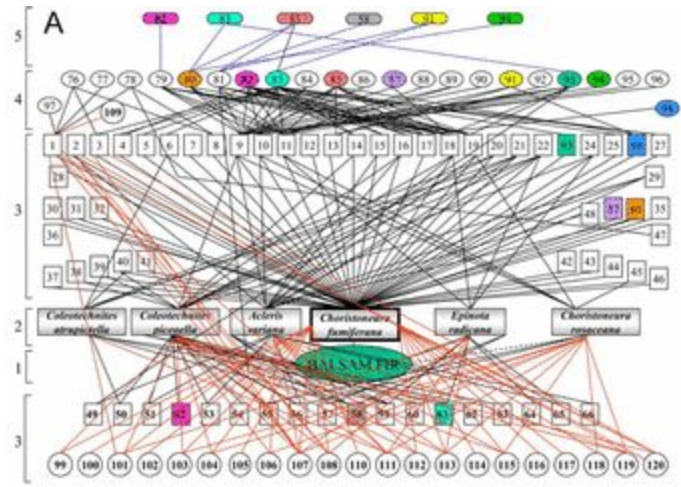 A
5
4
76 77 78 79 80 81 82 83 84 85 86 87 88 89 90 91 92 93 94 95 96
97 109
1 2 3 4 5 6 7 8 9 10 11 12 13 14 15 16 17 18 19 20 21 22 93 24 25 27
28 29
3
30 31 32 48 57 35
36 47
37 38 39 40 41 42 43 44 45 46
2
Coleotechnites Coleotechnites Acleris Choristoneura Epinota Choristoneura
atrupicella piceaella variana fumiferana radicana rosaceana
1
BALSAM FIR
3
49 50 51 53 54 55 56 57 58 59 60 62 63 64 65 66
99 100 101 102 103 104 105 106 107 108 110 111 112 113 114 115 116 117 118 119 120